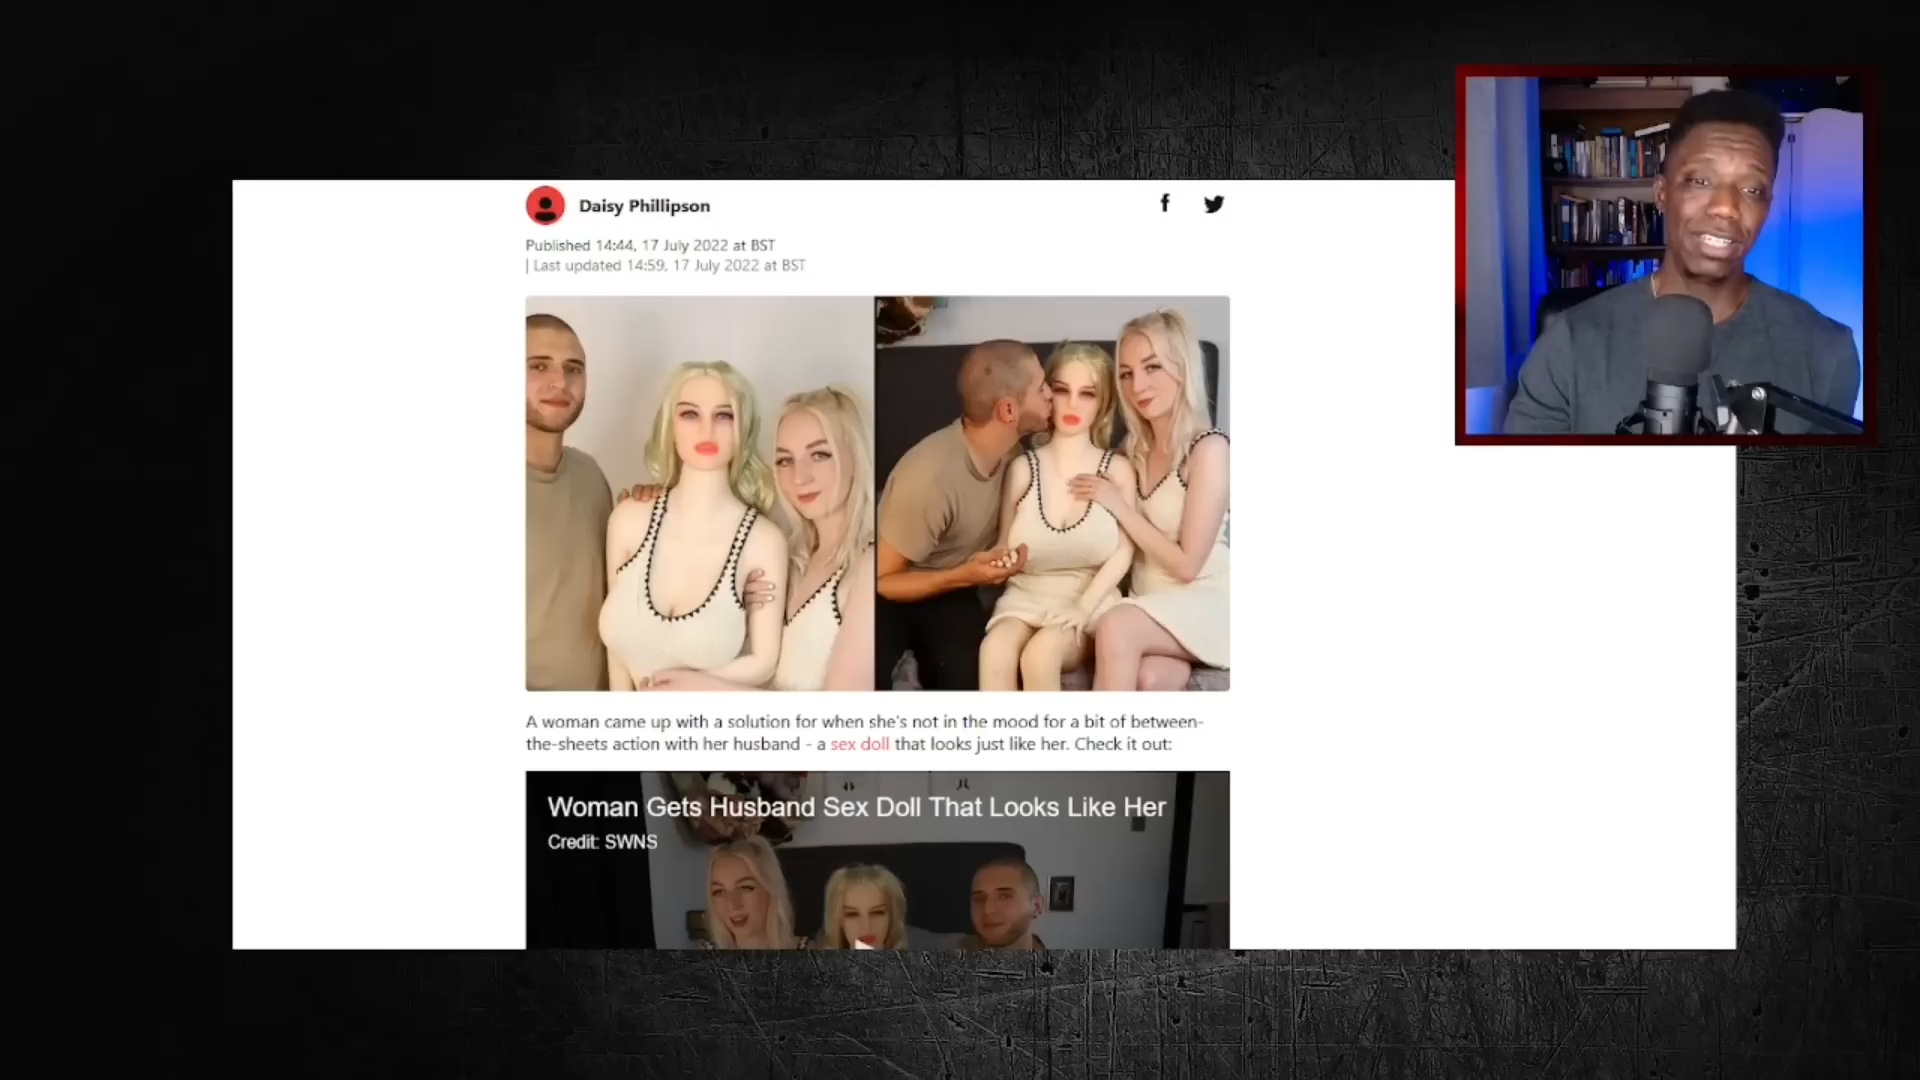 Daisy Phillipson
Published 14:44, 17 July 2022 at BST
| Last updated 14:59, 17 July 2022 at BST
A woman came up with a solution for when she's not in the mood for a bit of between-
the-sheets action with her husband - a sex doll that looks just like her. Check it out:
Woman Gets Husband Sex Doll That Looks Like Her
Credit: SWNS